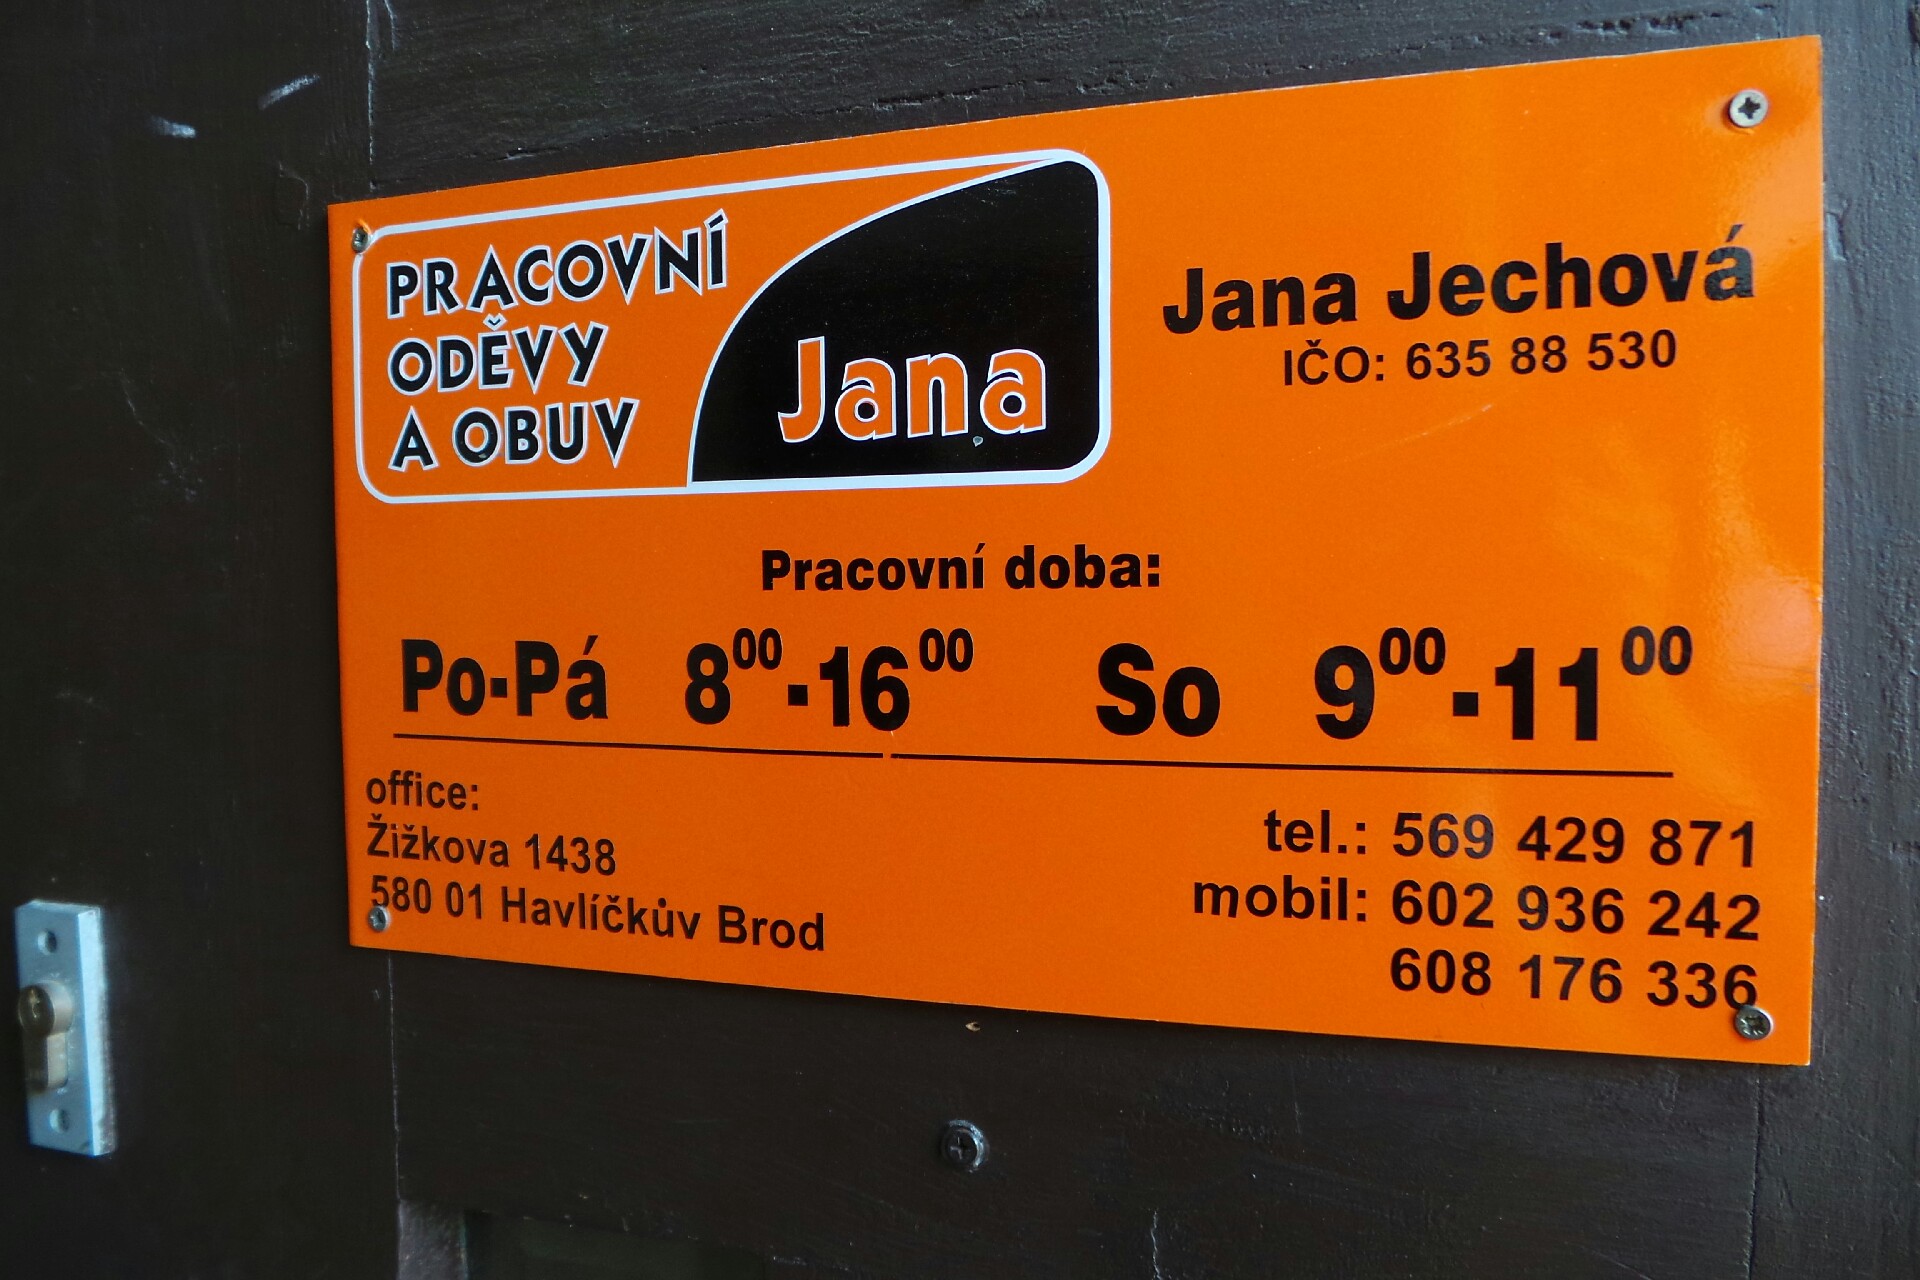 PRACOVNÍ
ODĚVY
A OBUV
Jana
Jana Jechová
IČO: 635 88 530
Pracovní doba:
Po-Pá 8⁰⁰-16⁰⁰ So 9⁰⁰-11⁰⁰
office:
Žižkova 1438
580 01 Havlíčkův Brod
tel.: 569 429 871
mobil: 602 936 242
608 176 336